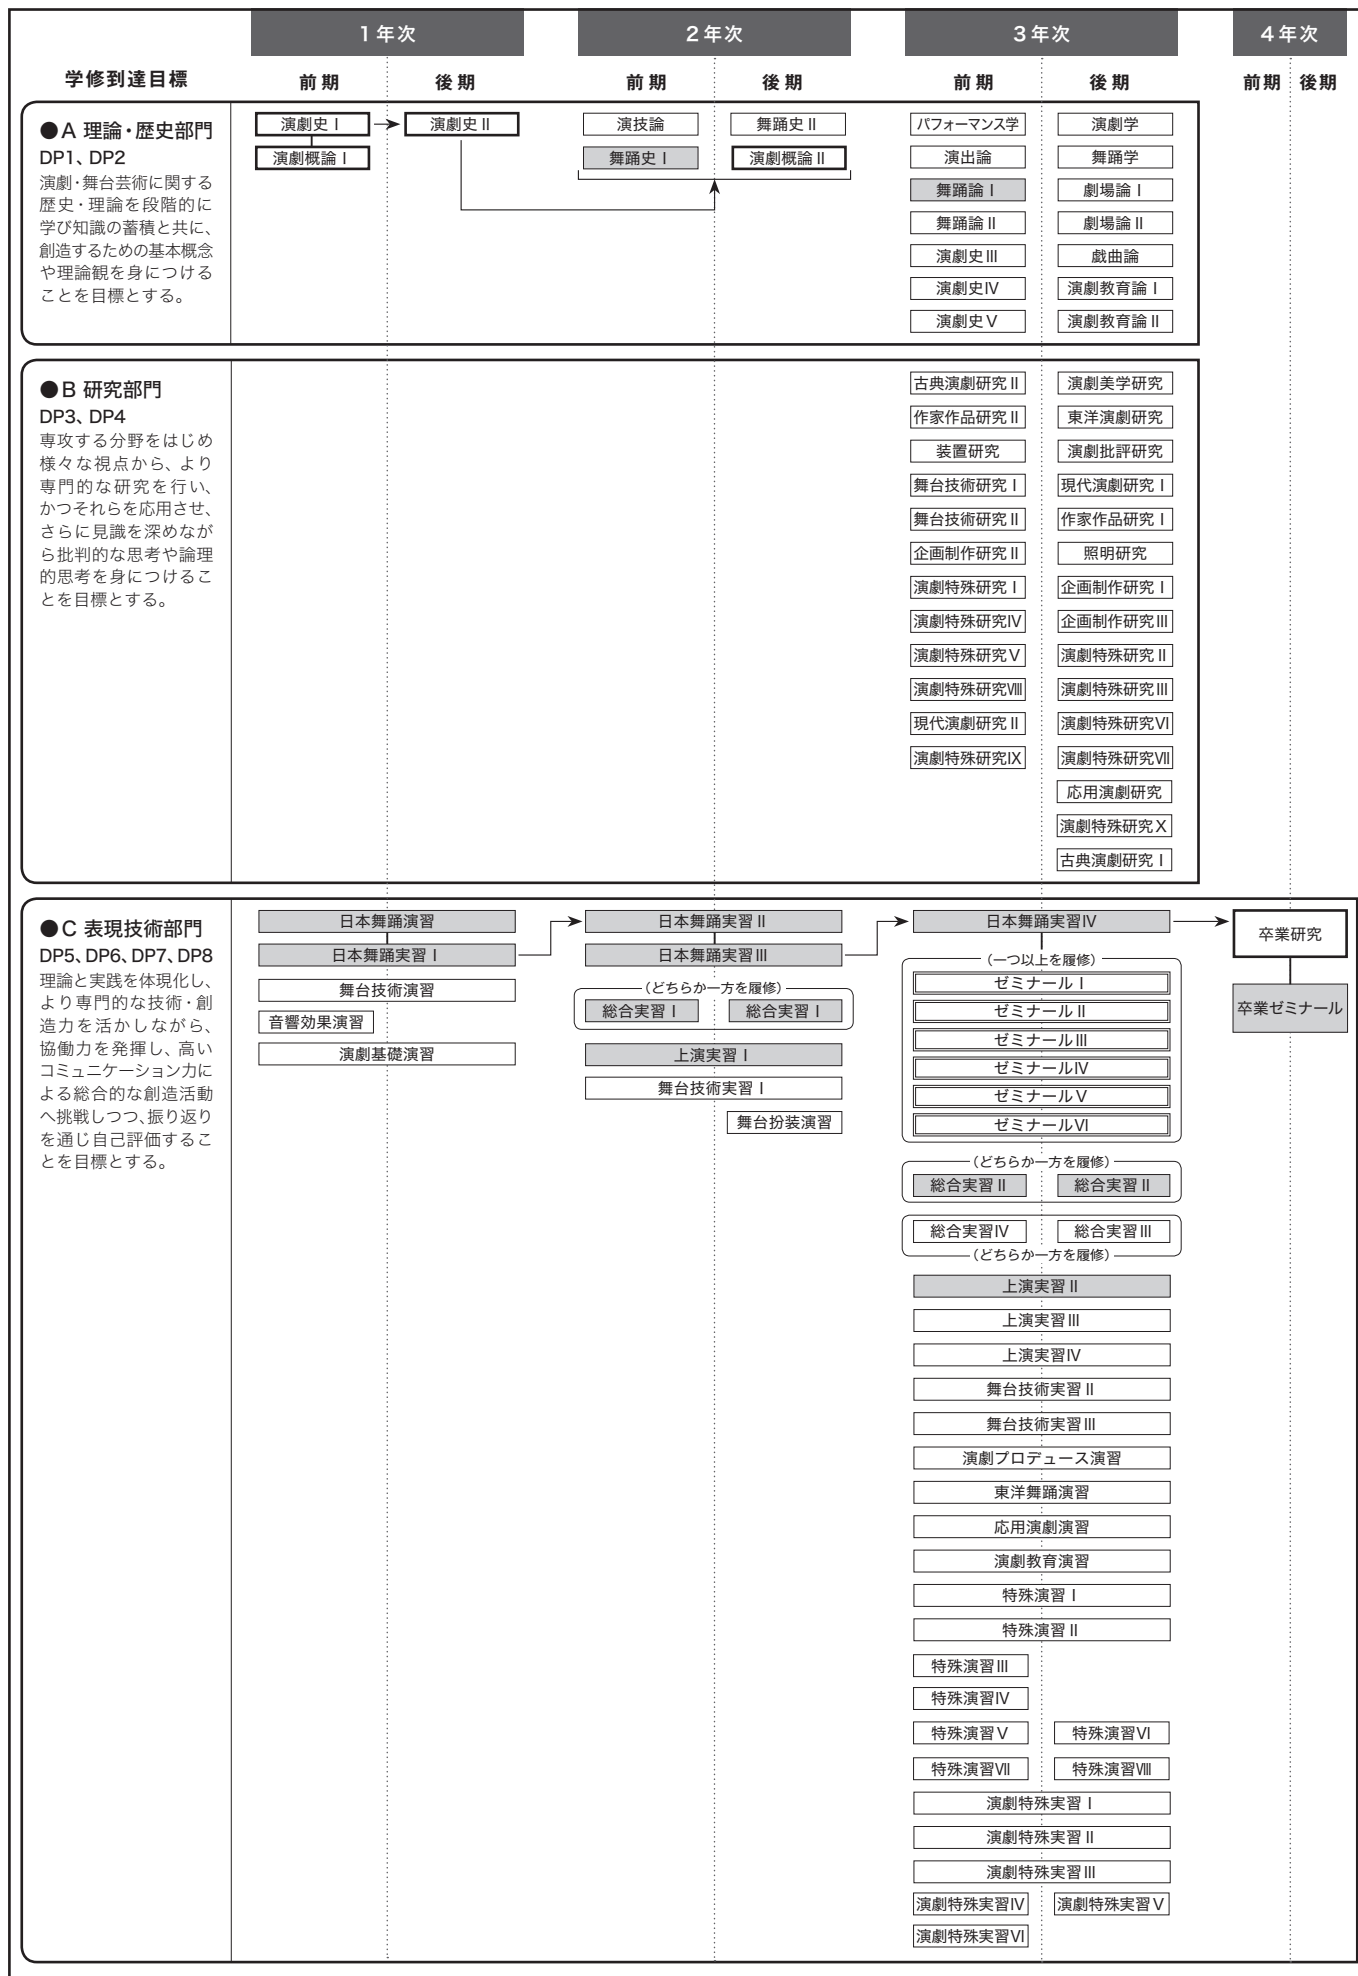 1年次 2年次 3年次 4年次
学修到達目標 前期 後期 前期 後期 前期 後期 前期 後期
●A 理論・歴史部門
DP1、DP2
演劇・舞台芸術に関する
歴史・理論を段階的に
学び知識の蓄積と共に、
創造するための基本概念
や理論観を身につける
ことを目標とする。
演劇史Ⅰ 演劇史Ⅱ 演技論 舞踊史Ⅱ パフォーマンス学 演劇学
演劇概論Ⅰ 舞踊史Ⅰ 演劇概論Ⅱ 演出論 舞踊学
舞踊論Ⅰ 劇場論Ⅰ
舞踊論Ⅱ 劇場論Ⅱ
演劇史Ⅲ 戯曲論
演劇史Ⅳ 演劇教育論Ⅰ
演劇史Ⅴ 演劇教育論Ⅱ
●B 研究部門
DP3、DP4
専攻する分野をはじめ
様々な視点から、より
専門的な研究を行い、
かつそれらを応用させ、
さらに見識を深めなが
ら批判的な思考や論理
的思考を身につけるこ
とを目標とする。
古典演劇研究Ⅱ 演劇美学研究
作家作品研究Ⅱ 東洋演劇研究
装置研究 演劇批評研究
舞台技術研究Ⅰ 現代演劇研究Ⅰ
舞台技術研究Ⅱ 作家作品研究Ⅰ
企画制作研究Ⅱ 照明研究
演劇特殊研究Ⅰ 企画制作研究Ⅰ
演劇特殊研究Ⅳ 企画制作研究Ⅲ
演劇特殊研究Ⅴ 演劇特殊研究Ⅱ
演劇特殊研究Ⅷ 演劇特殊研究Ⅲ
現代演劇研究Ⅱ 演劇特殊研究Ⅵ
演劇特殊研究Ⅸ 演劇特殊研究Ⅶ
応用演劇研究
演劇特殊研究Ⅹ
古典演劇研究Ⅰ
●C 表現技術部門
DP5、DP6、DP7、DP8
理論と実践を体現化し、
より専門的な技術・創
造力を活かしながら、
協働力を発揮し、高い
コミュニケーション力に
よる総合的な創造活動
へ挑戦しつつ、振り返り
を通じ自己評価するこ
とを目標とする。
日本舞踊演習
日本舞踊実習Ⅰ
舞台技術演習
音響効果演習
演劇基礎演習
日本舞踊実習Ⅱ
日本舞踊実習Ⅲ
(どちらか一方を履修)
総合実習Ⅰ 総合実習Ⅰ
上演実習Ⅰ
舞台技術実習Ⅰ
舞台扮装演習
日本舞踊実習Ⅳ
(一つ以上を履修)
ゼミナールⅠ
ゼミナールⅡ
ゼミナールⅢ
ゼミナールⅣ
ゼミナールⅤ
ゼミナールⅥ
(どちらか一方を履修)
総合実習Ⅱ 総合実習Ⅱ
総合実習Ⅳ 総合実習Ⅲ
(どちらか一方を履修)
上演実習Ⅱ
上演実習Ⅲ
上演実習Ⅳ
舞台技術実習Ⅱ
舞台技術実習Ⅲ
演劇プロデュース演習
東洋舞踊演習
応用演劇演習
演劇教育演習
特殊演習Ⅰ
特殊演習Ⅱ
特殊演習Ⅲ
特殊演習Ⅳ
特殊演習Ⅴ 特殊演習Ⅵ
特殊演習Ⅶ 特殊演習Ⅷ
演劇特殊実習Ⅰ
演劇特殊実習Ⅱ
演劇特殊実習Ⅲ
演劇特殊実習Ⅳ 演劇特殊実習Ⅴ
演劇特殊実習Ⅵ
卒業研究
卒業ゼミナール